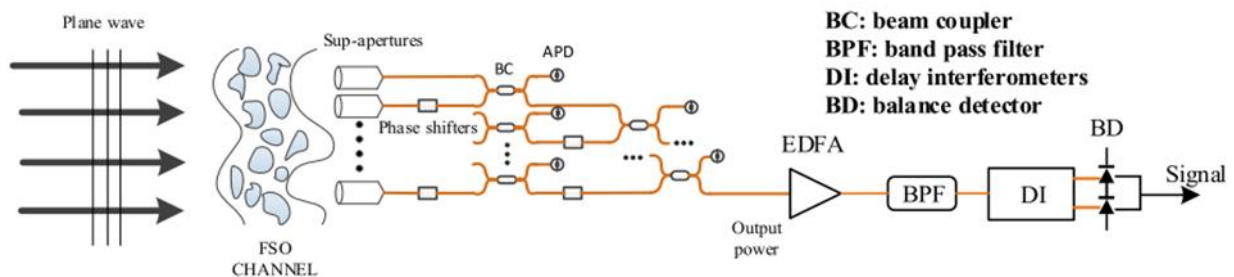 Plane wave
Sup-apertures
BC
APD
Phase shifters
FSO
CHANNEL
EDFA
Output
power
BPF
DI
BD
Signal
BC: beam coupler
BPF: band pass filter
DI: delay interferometers
BD: balance detector